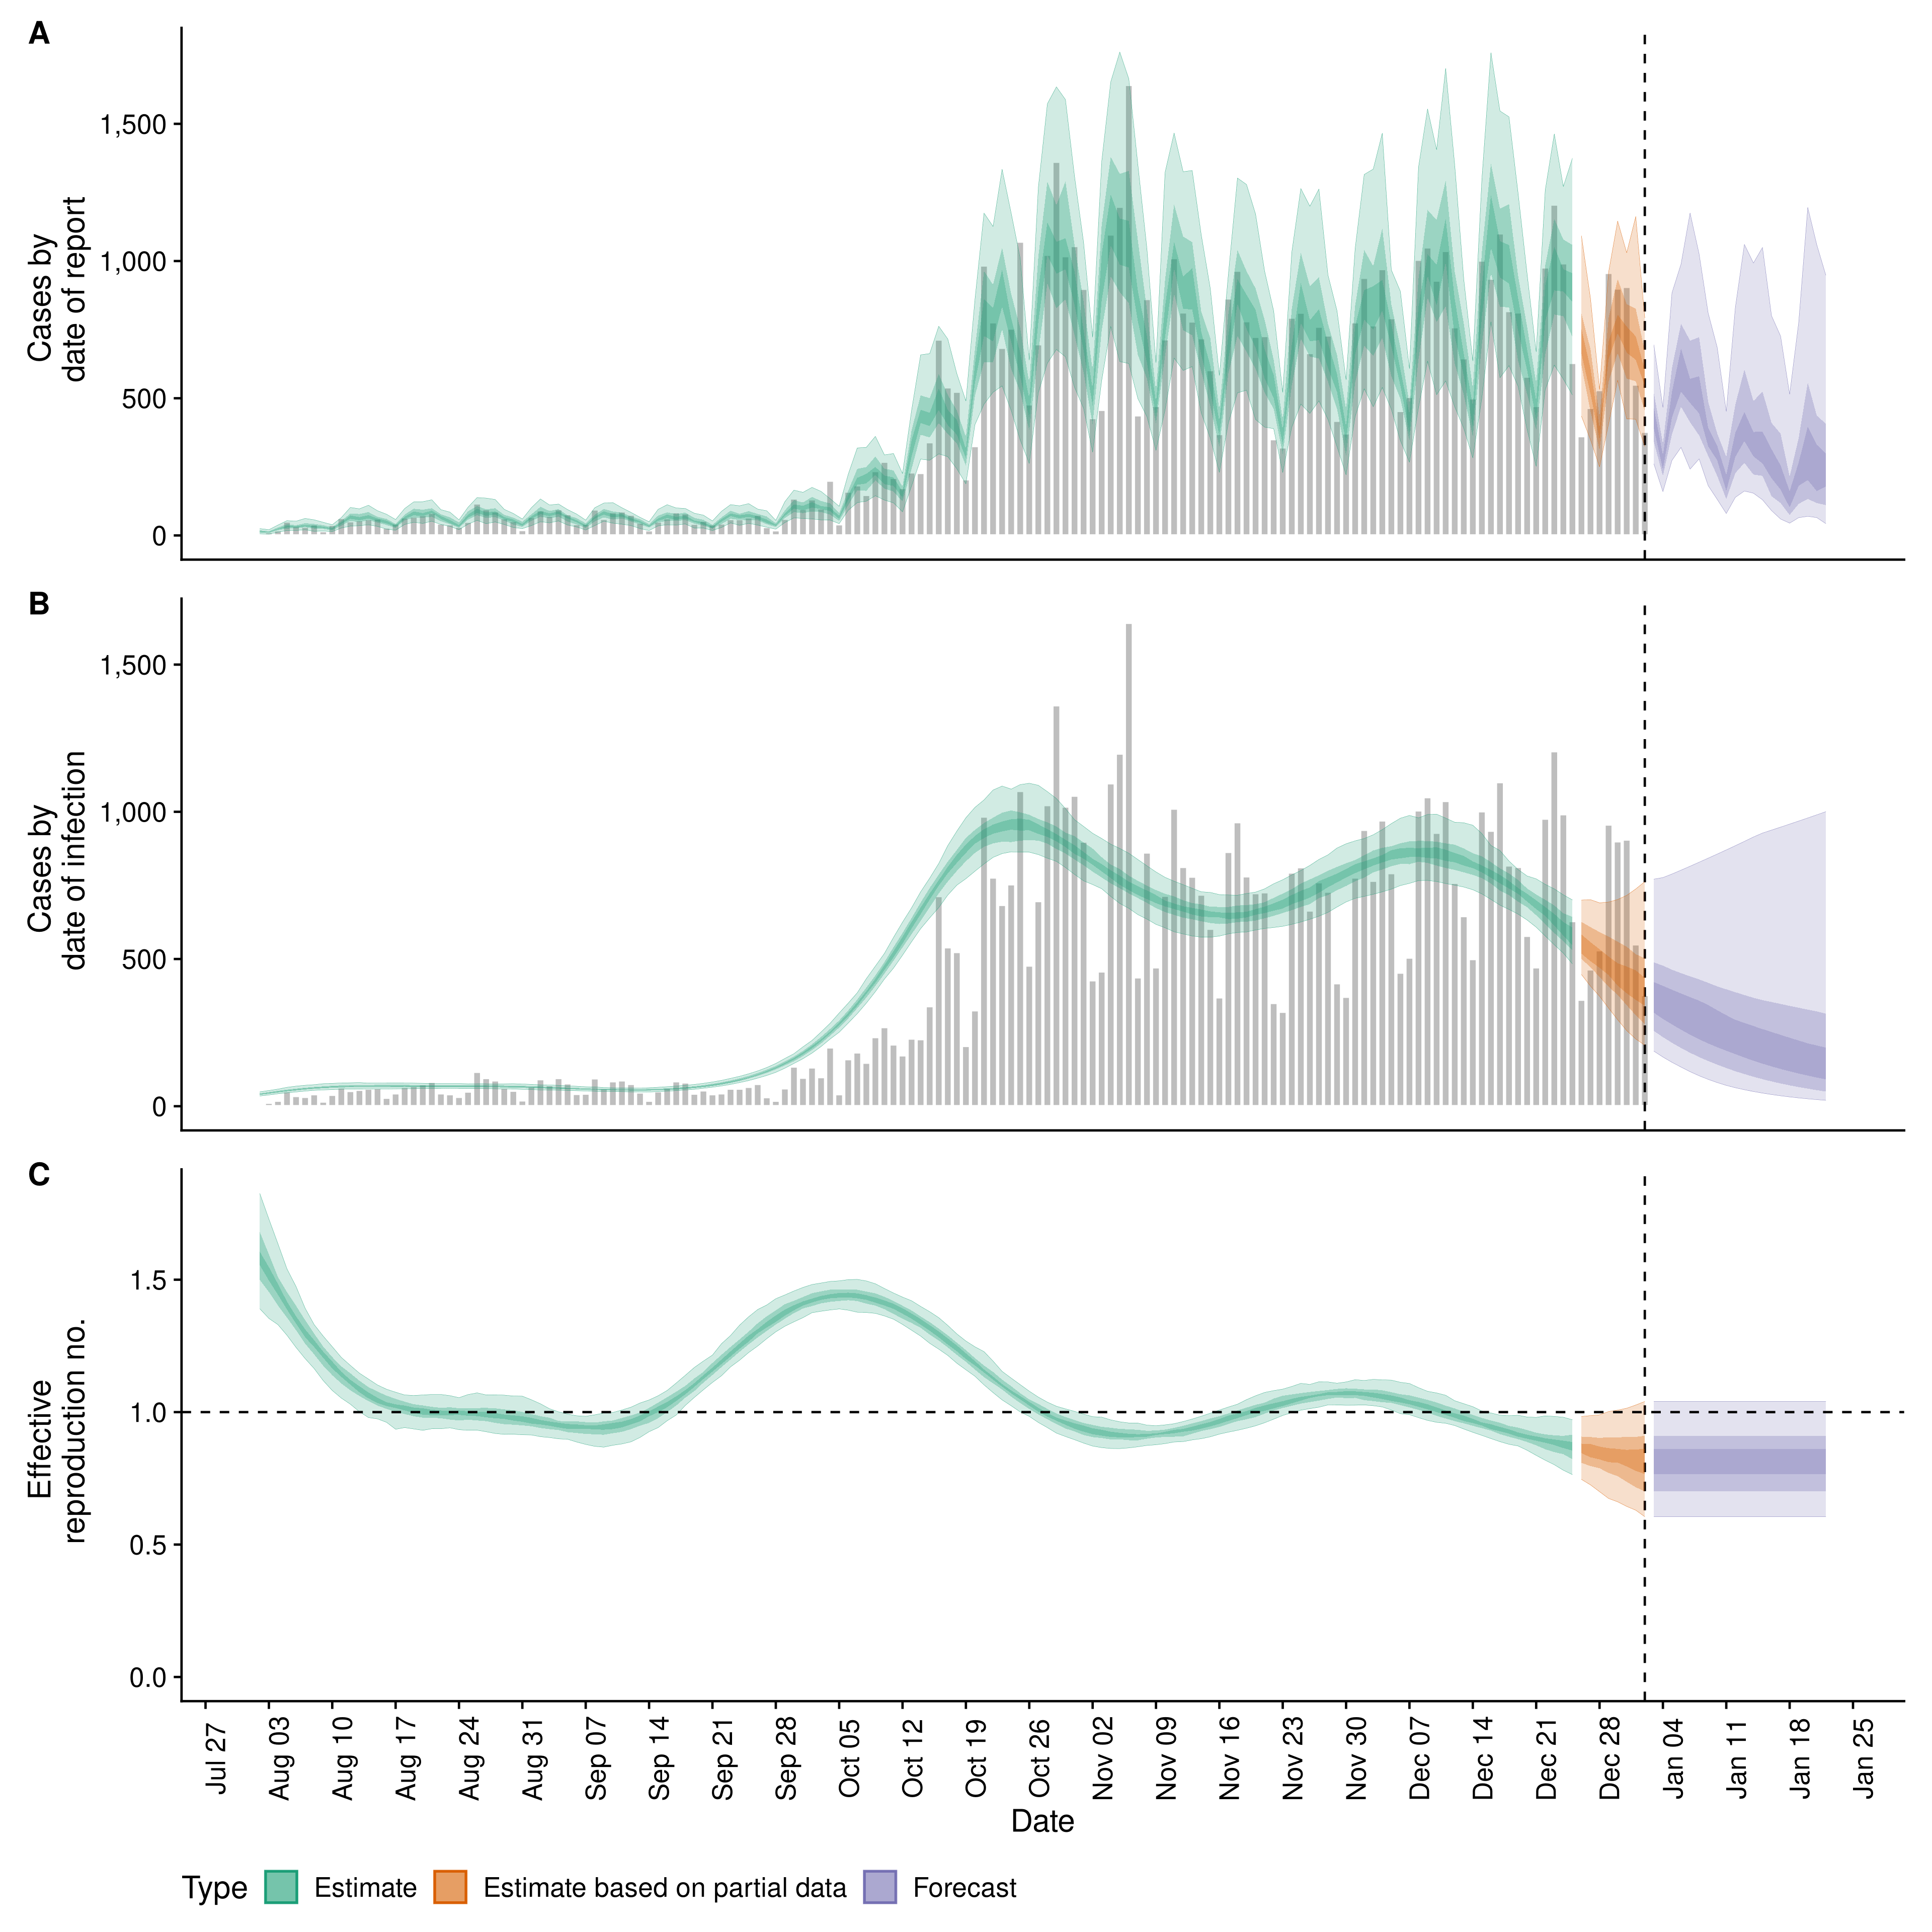 A
Cases by
date of report
1,500
1,000
500
0
B
Cases by
date of infection
1,500
1,000
500
0
C
Effective
reproduction no.
1.5
1.0
0.5
0.0
Jul 27
Aug 03
Aug 10
Aug 17
Aug 24
Aug 31
Sep 07
Sep 14
Sep 21
Sep 28
Oct 05
Oct 12
Oct 19
Oct 26
Nov 02
Nov 09
Nov 16
Nov 23
Nov 30
Dec 07
Dec 14
Dec 21
Dec 28
Jan 04
Jan 11
Jan 18
Jan 25
Date
Type Estimate Estimate based on partial data Forecast